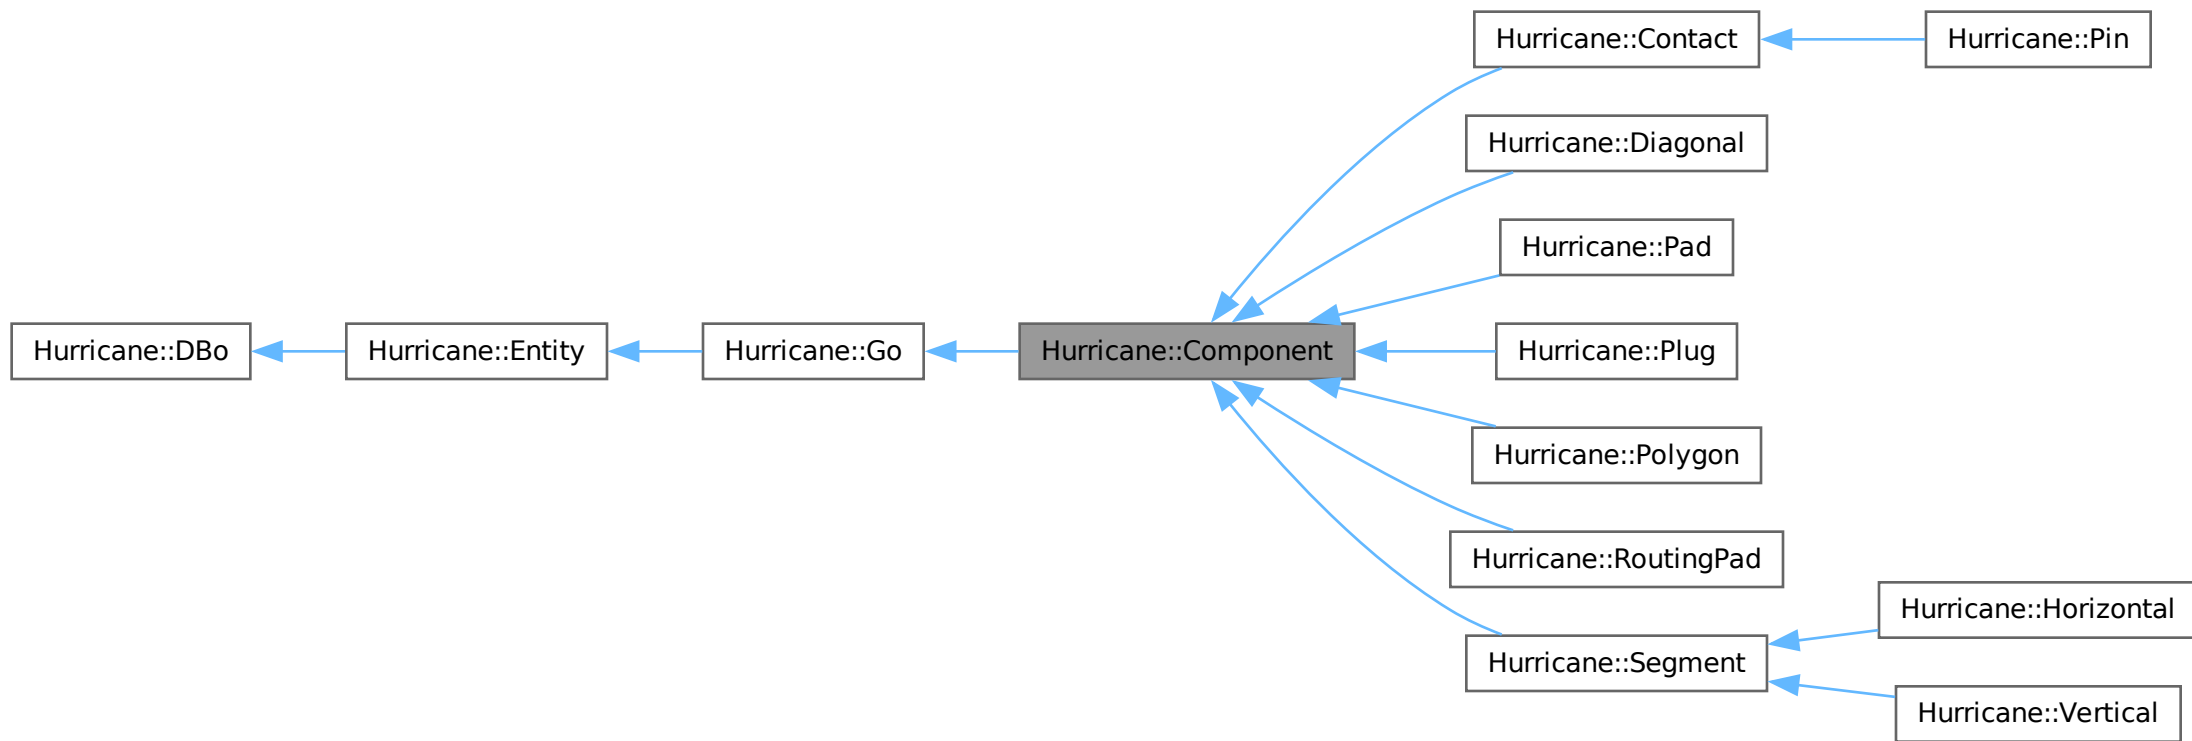 Hurricane::Contact
Hurricane::Pin
Hurricane::Diagonal
Hurricane::Pad
Hurricane::DBo
Hurricane::Entity
Hurricane::Go
Hurricane::Component
Hurricane::Plug
Hurricane::Polygon
Hurricane::RoutingPad
Hurricane::Horizontal
Hurricane::Segment
Hurricane::Vertical